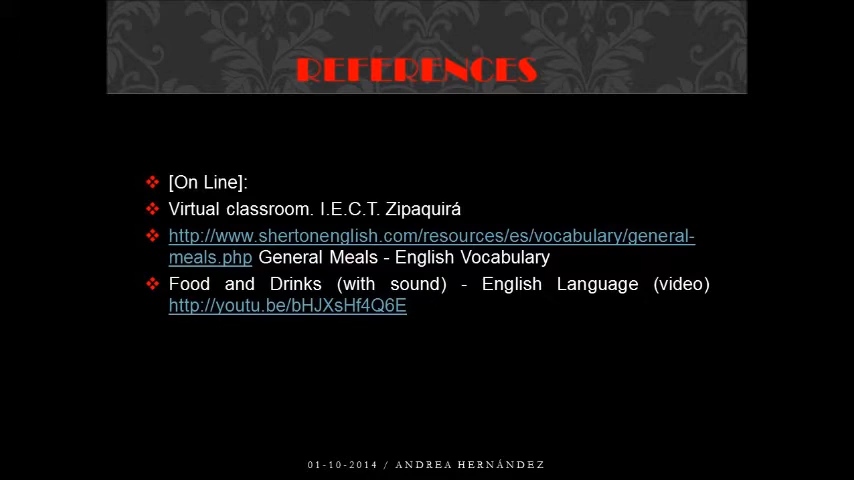 REFERENCES
[On Line]:
Virtual classroom. I.E.C.T. Zipaquirá
http://www.shertonenglish.com/resources/es/vocabulary/general-
meals.php General Meals - English Vocabulary
Food and Drinks (with sound) - English Language (video)
http://youtu.be/bHJXsHf4Q6E
01-10-2014 / ANDREA HERNÁNDEZ